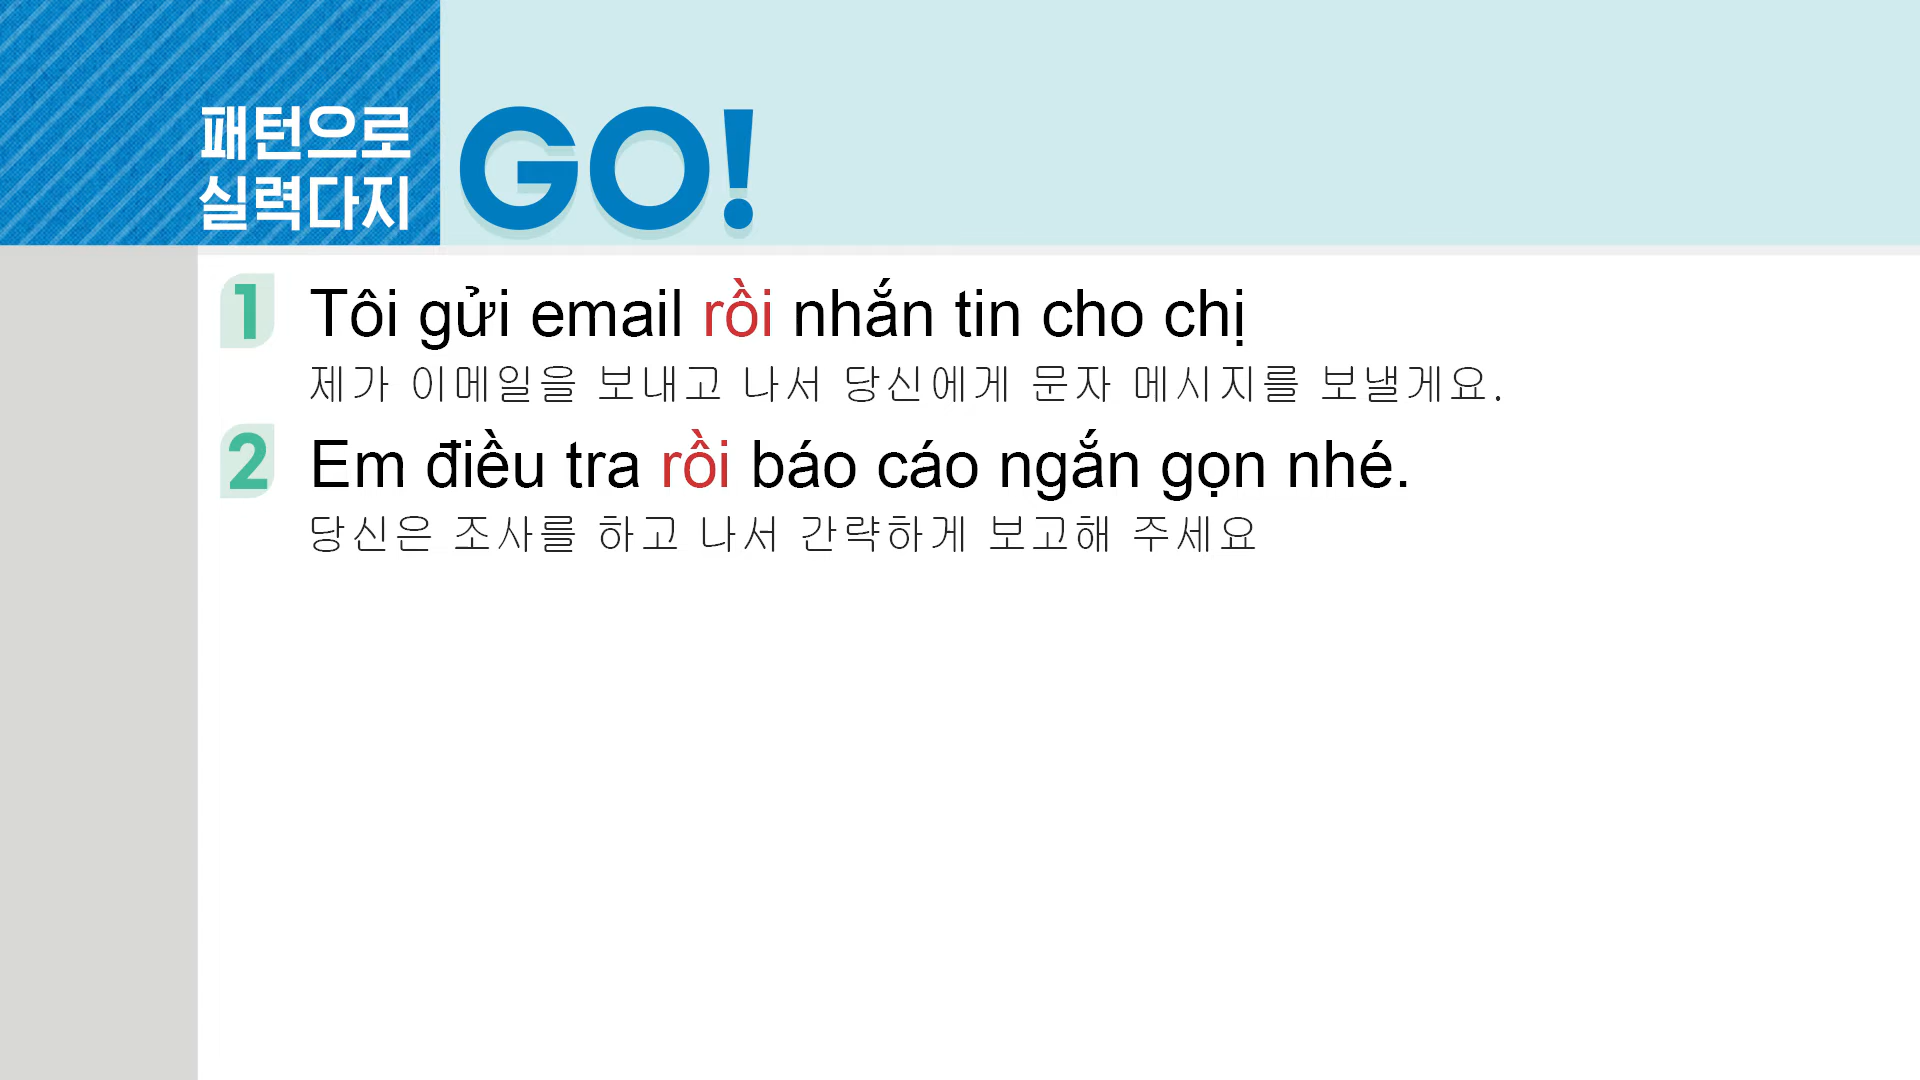 패턴으로
실력다지
GO!
1 Tôi gửi email rồi nhắn tin cho chị
제가 이메일을 보내고 나서 당신에게 문자 메시지를 보낼게요.
2 Em điều tra rồi báo cáo ngắn gọn nhé.
당신은 조사를 하고 나서 간략하게 보고해 주세요